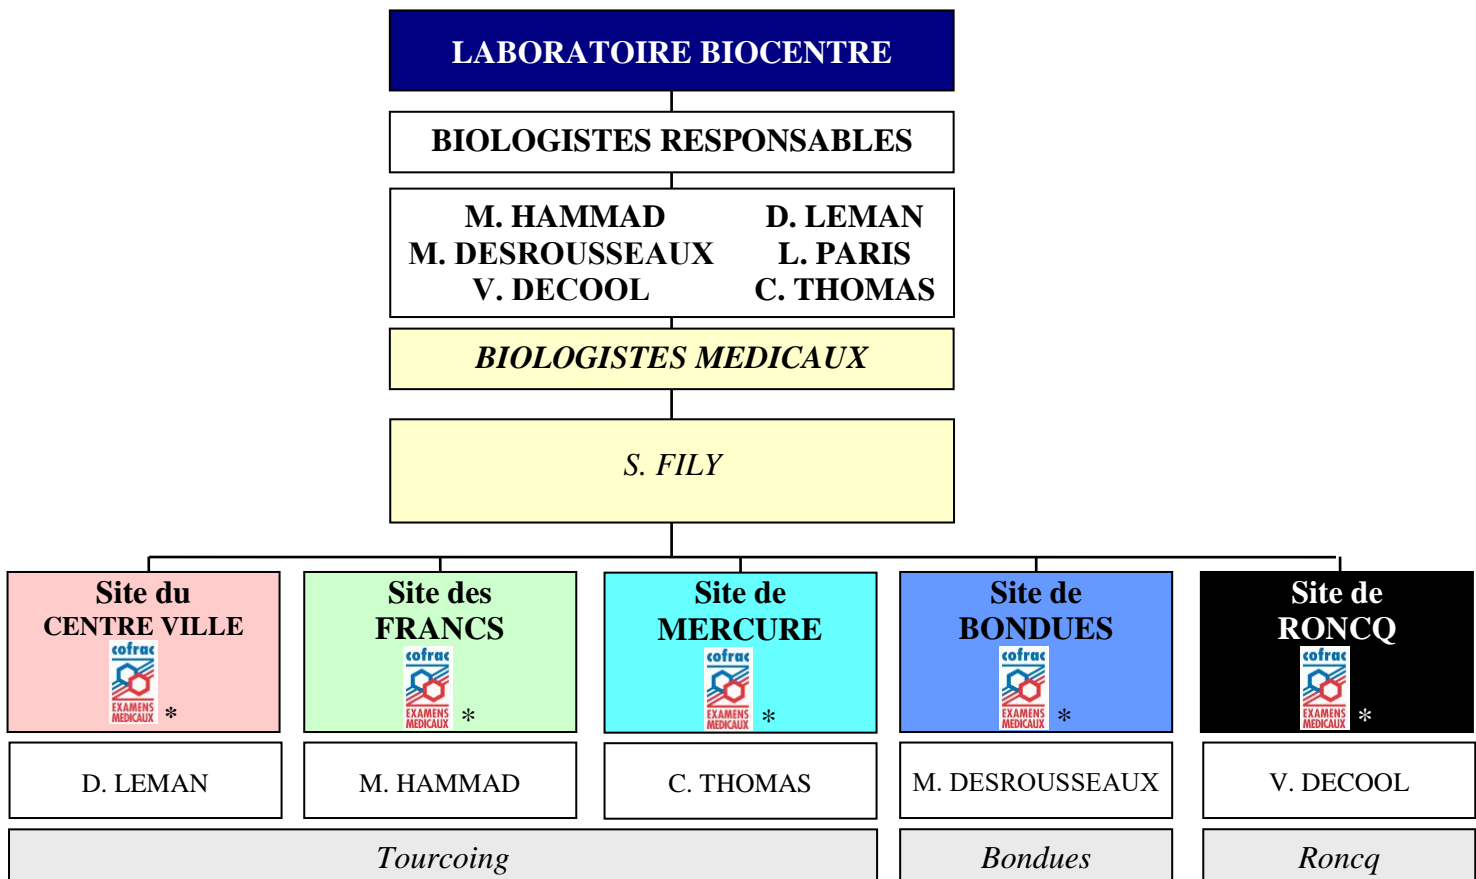 LABORATOIRE BIOCENTRE
BIOLOGISTES RESPONSABLES
M. HAMMAD D. LEMAN
M. DESROUSSEAUX L. PARIS
V. DECOOL C. THOMAS
BIOLOGISTES MEDICAUX
S. FILY
Site du
CENTRE VILLE
cofrac
EXAMENS
MEDICAUX *
Site des
FRANCS
cofrac
EXAMENS
MEDICAUX *
Site de
MERCURE
cofrac
EXAMENS
MEDICAUX *
Site de
BONDUES
cofrac
EXAMENS
MEDICAUX *
Site de
RONCQ
cofrac
EXAMENS
MEDICAUX *
D. LEMAN
M. HAMMAD
C. THOMAS
M. DESROUSSEAUX
V. DECOOL
Tourcoing
Bondues
Roncq